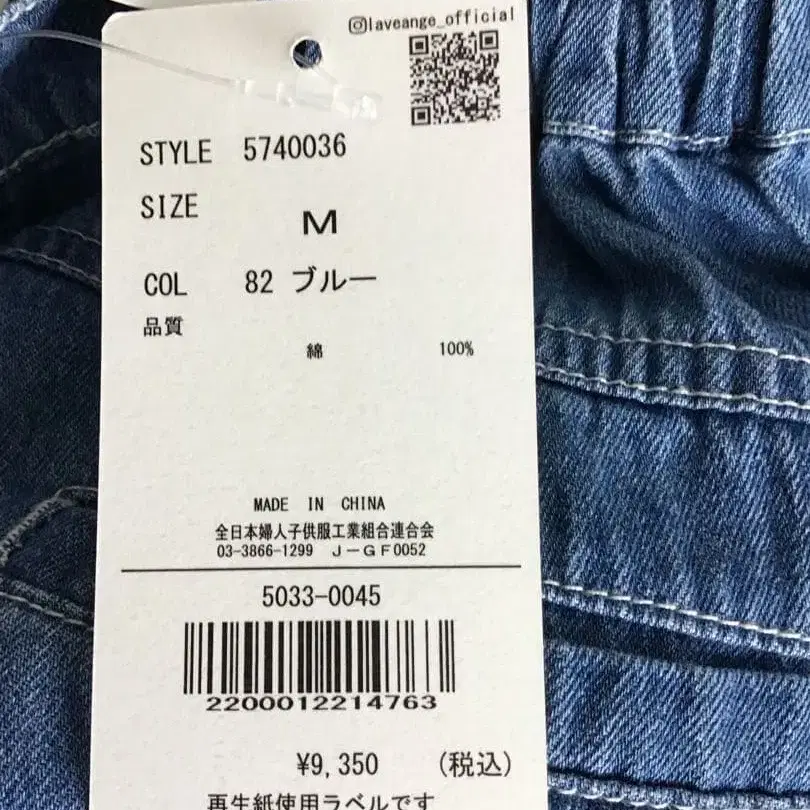 laveange_official
STYLE 5740036
SIZE M
COL 82 ブルー
品質
綿 100%
MADE IN CHINA
全日本婦人子供服工業組合連合会
03-3866-1299 J-GF0052
5033-0045
2200012214763
¥9,350 (税込)
再生紙使用ラベルです